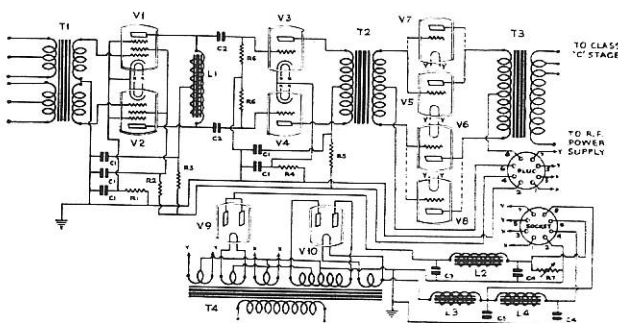 T1
V1
V3
T2
V7
T3
C2
R6
L1
R6
V2
C2
V4
V5
V6
V8
TO CLASS
'C' STAGE
TO R.F.
POWER
SUPPLY
Y
X
PLUG
C1
C1
C1
R1
R2
R3
C1
C1
R4
R5
V9
V10
Y
X
Y
X
SOCKET
T4
C3
L2
C4
R7
L3
C3
L4
C4